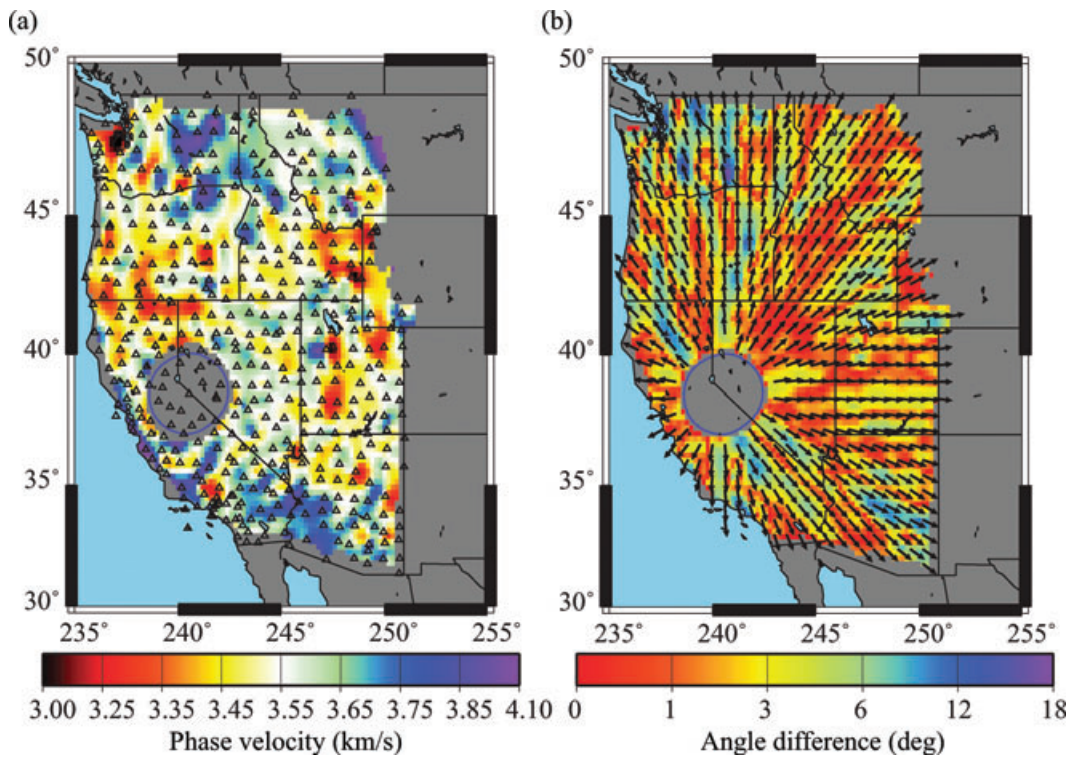 (a)
(b)
50°
45°
40°
35°
30°
235° 240° 245° 250° 255°
3.00 3.25 3.35 3.45 3.55 3.65 3.75 3.85 4.10
Phase velocity (km/s)
50°
45°
40°
35°
30°
235° 240° 245° 250° 255°
0 1 3 6 12 18
Angle difference (deg)